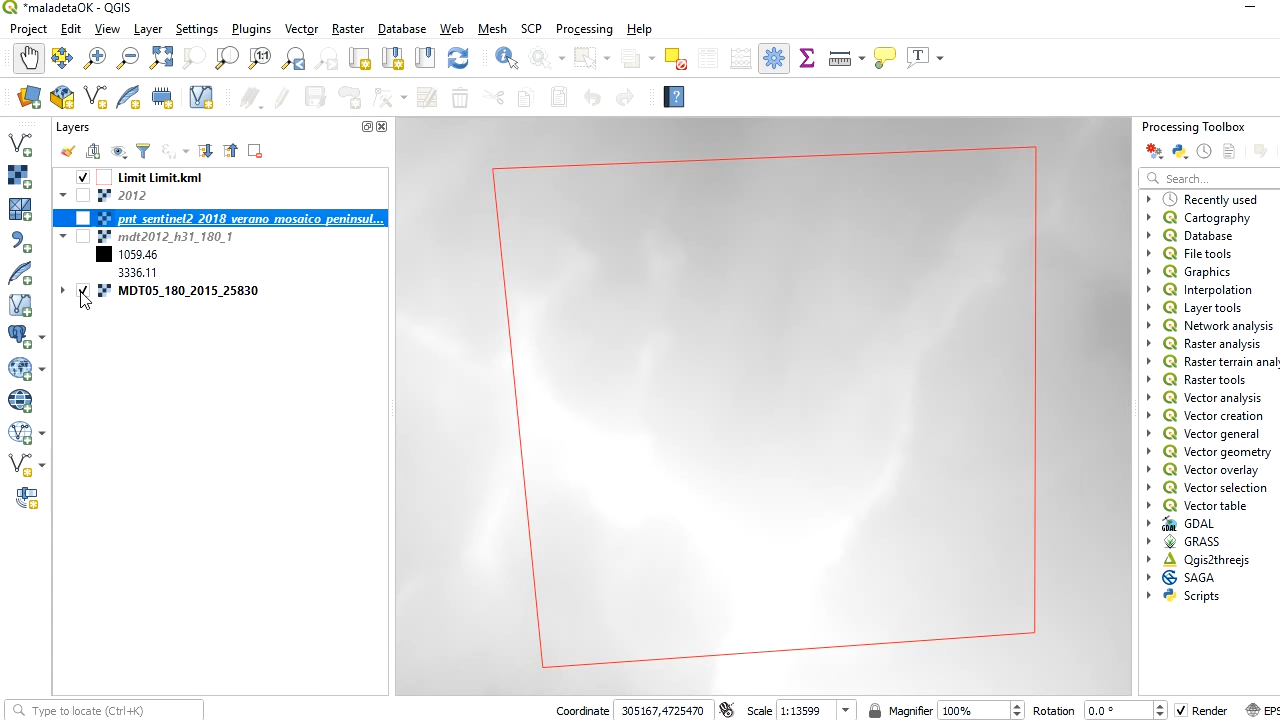 *maladetaOK - QGIS
Project Edit View Layer Settings Plugins Vector Raster Database Web Mesh SCP Processing Help
1:1
T
?
Layers
Limit Limit.kml
2012
pnt_sentinel2_2018_verano_mosaico_peninsul...
mdt2012_h31_180_1
1059.46
3336.11
MDT05_180_2015_25830
Processing Toolbox
Search...
Recently used
Cartography
Database
File tools
Graphics
Interpolation
Layer tools
Network analysis
Raster analysis
Raster terrain analy
Raster tools
Vector analysis
Vector creation
Vector general
Vector geometry
Vector overlay
Vector selection
Vector table
GDAL
GRASS
Qgis2threejs
SAGA
Scripts
Type to locate (Ctrl+K)
Coordinate 305167,4725470 Scale 1:13599 Magnifier 100% Rotation 0.0 ° Render EPS